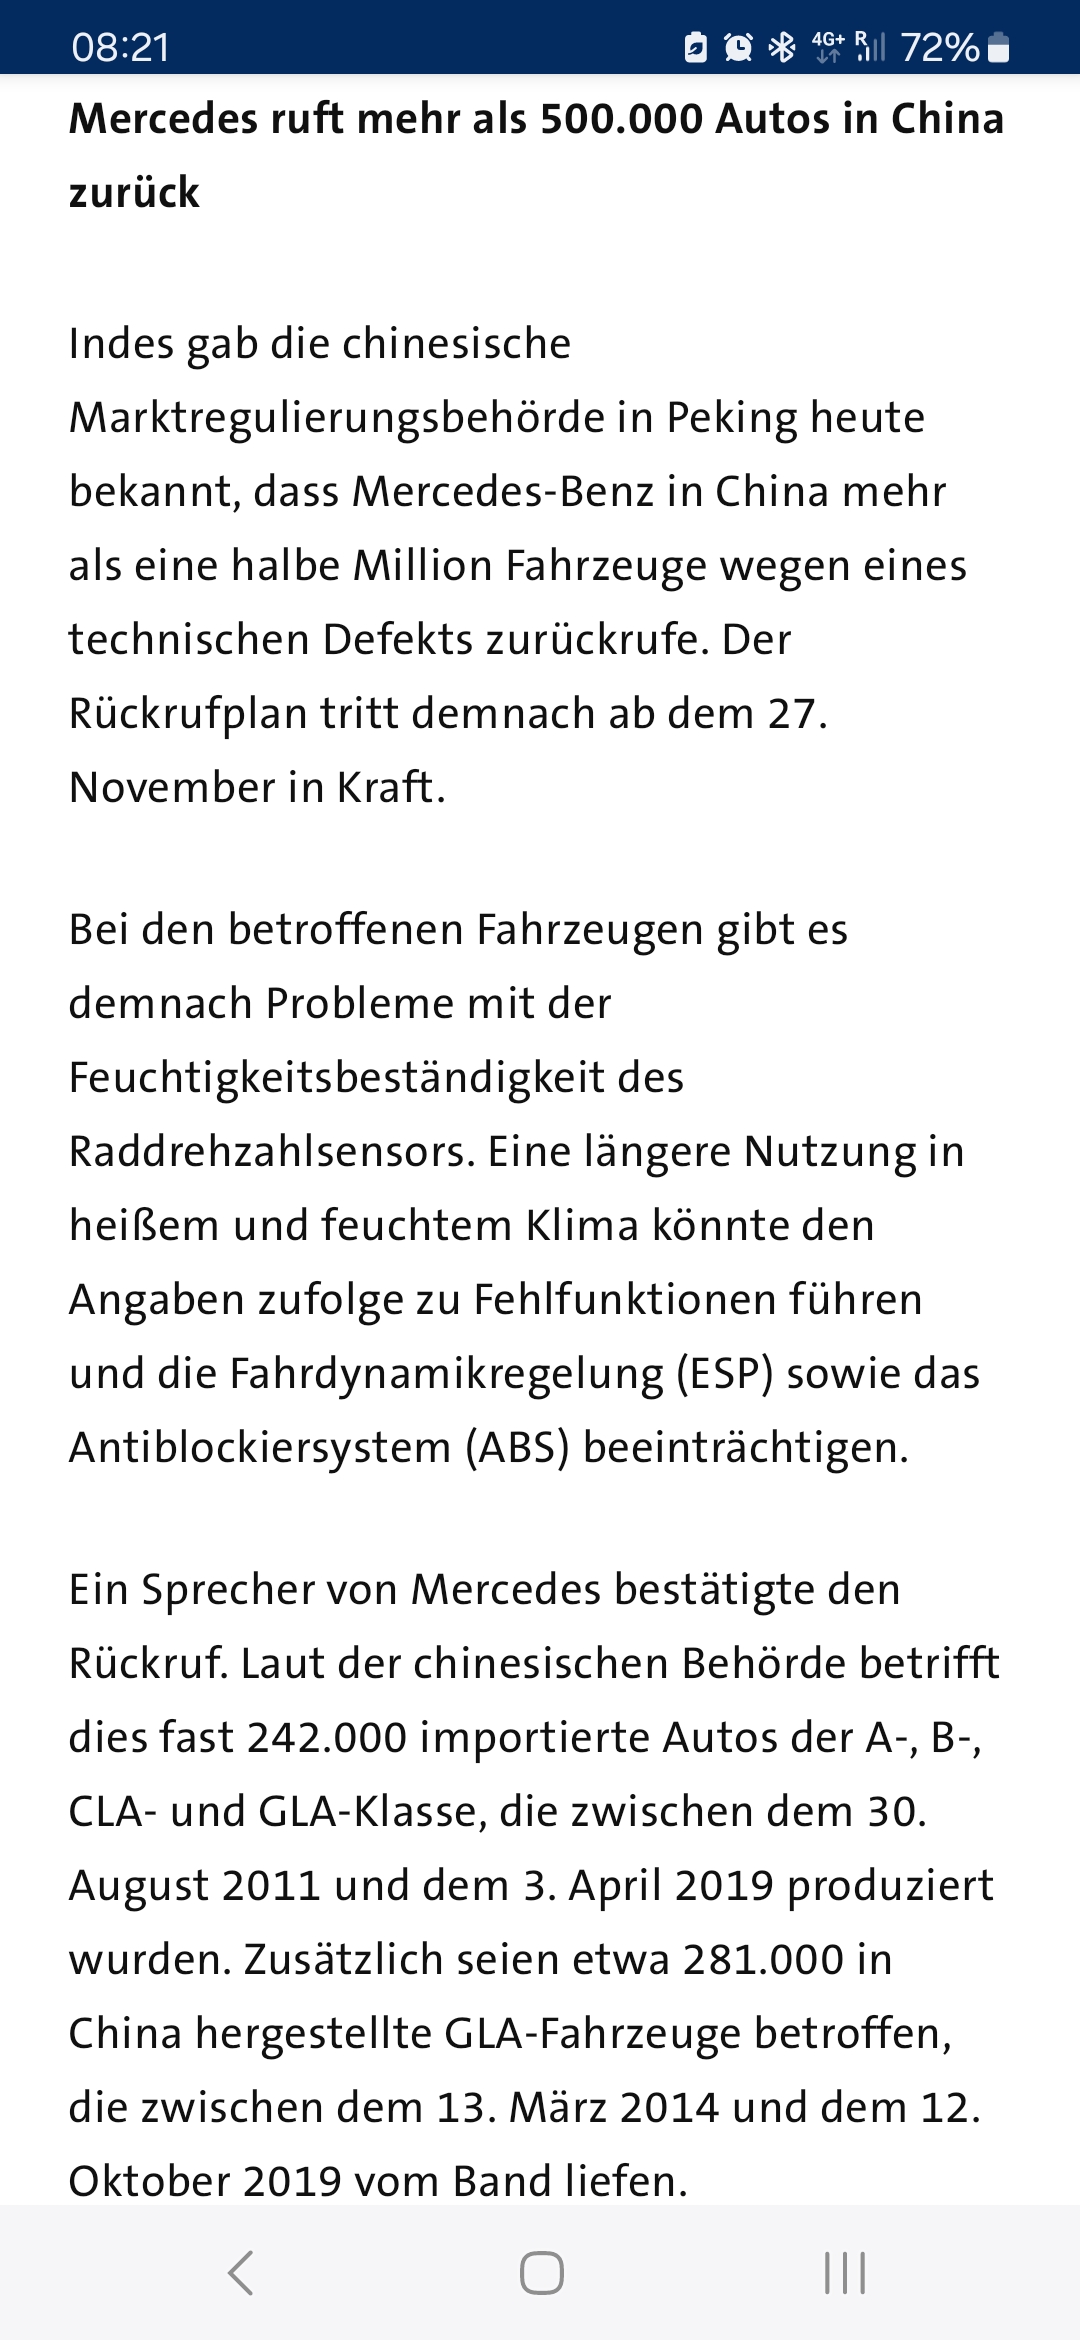 08:21
4G+ R 72%
Mercedes ruft mehr als 500.000 Autos in China
zurück
Indes gab die chinesische
Marktregulierungsbehörde in Peking heute
bekannt, dass Mercedes-Benz in China mehr
als eine halbe Million Fahrzeuge wegen eines
technischen Defekts zurückrufe. Der
Rückrufplan tritt demnach ab dem 27.
November in Kraft.
Bei den betroffenen Fahrzeugen gibt es
demnach Probleme mit der
Feuchtigkeitsbeständigkeit des
Raddrehzahlsensors. Eine längere Nutzung in
heißem und feuchtem Klima könnte den
Angaben zufolge zu Fehlfunktionen führen
und die Fahrdynamikregelung (ESP) sowie das
Antiblockiersystem (ABS) beeinträchtigen.
Ein Sprecher von Mercedes bestätigte den
Rückruf. Laut der chinesischen Behörde betrifft
dies fast 242.000 importierte Autos der A-, B-,
CLA- und GLA-Klasse, die zwischen dem 30.
August 2011 und dem 3. April 2019 produziert
wurden. Zusätzlich seien etwa 281.000 in
China hergestellte GLA-Fahrzeuge betroffen,
die zwischen dem 13. März 2014 und dem 12.
Oktober 2019 vom Band liefen.